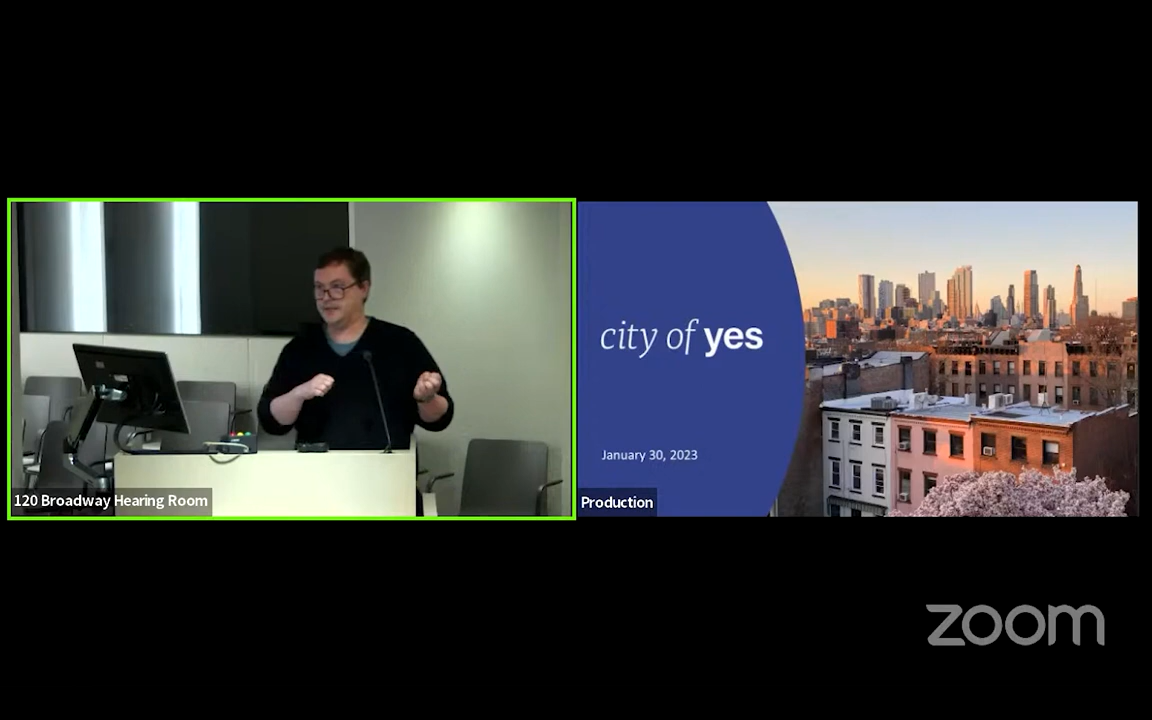 city of yes
January 30, 2023
120 Broadway Hearing Room
Production
zoom